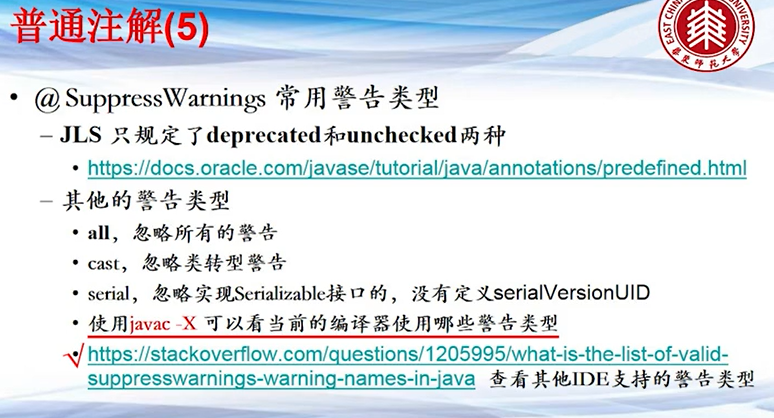 普通注解(5)
EAST CHINA UNIVERSITY
華東師範大學
• @SuppressWarnings 常用警告类型
– JLS 只规定了deprecated和unchecked两种
• https://docs.oracle.com/javase/tutorial/java/annotations/predefined.html
– 其他的警告类型
• all，忽略所有的警告
• cast，忽略类转型警告
• serial，忽略实现Serializable接口的，没有定义serialVersionUID
• 使用javac -X 可以看当前的编译器使用哪些警告类型
√ https://stackoverflow.com/questions/1205995/what-is-the-list-of-valid-
suppresswarnings-warning-names-in-java 查看其他IDE支持的警告类型